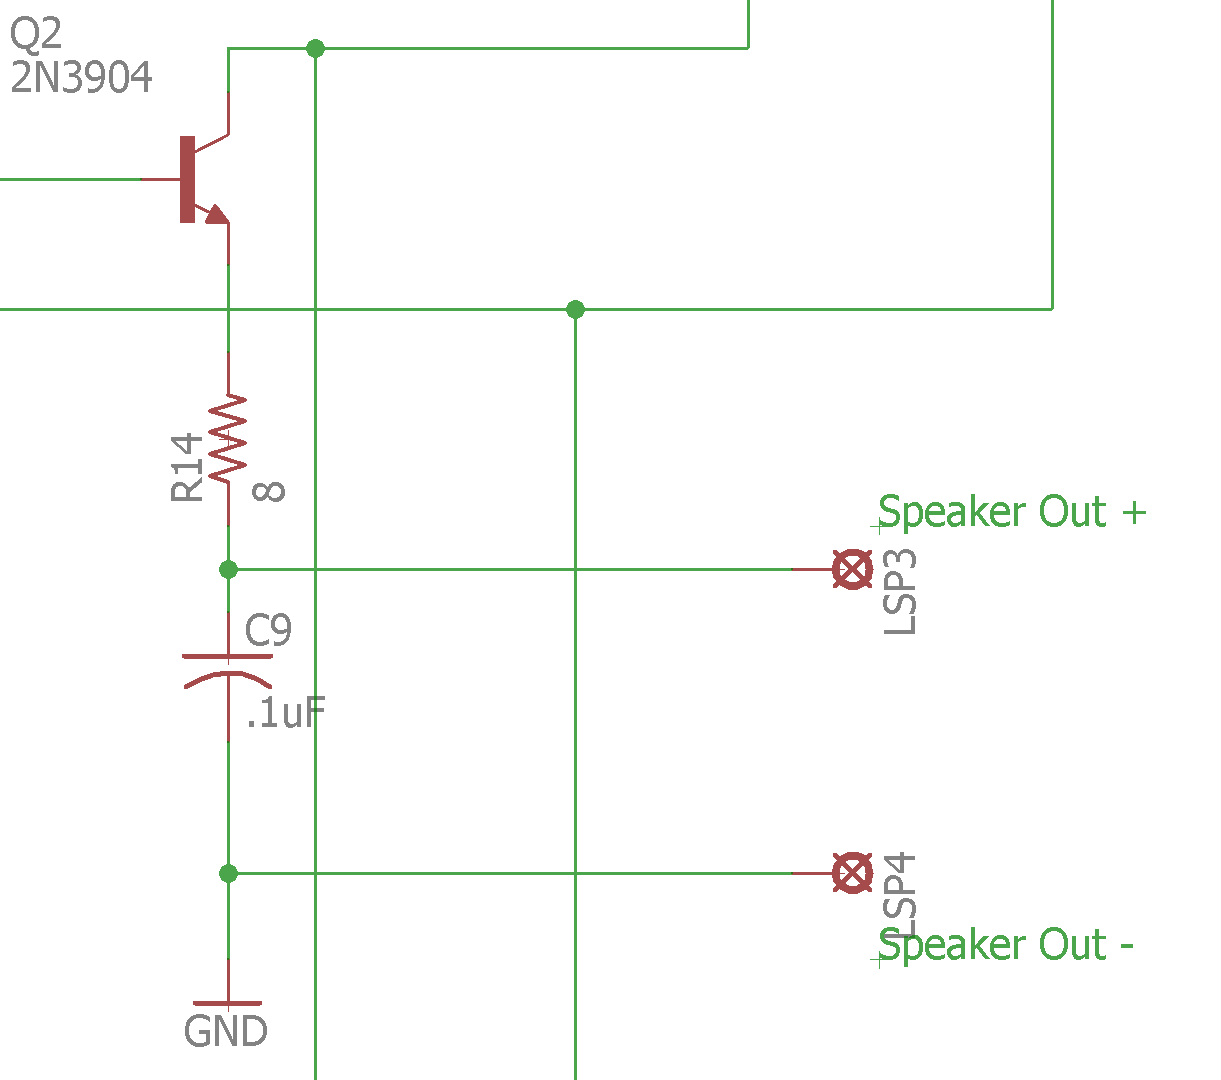 Q2
2N3904
R14
8
Speaker Out +
LSP3
C9
.1uF
LSP4
Speaker Out -
GND